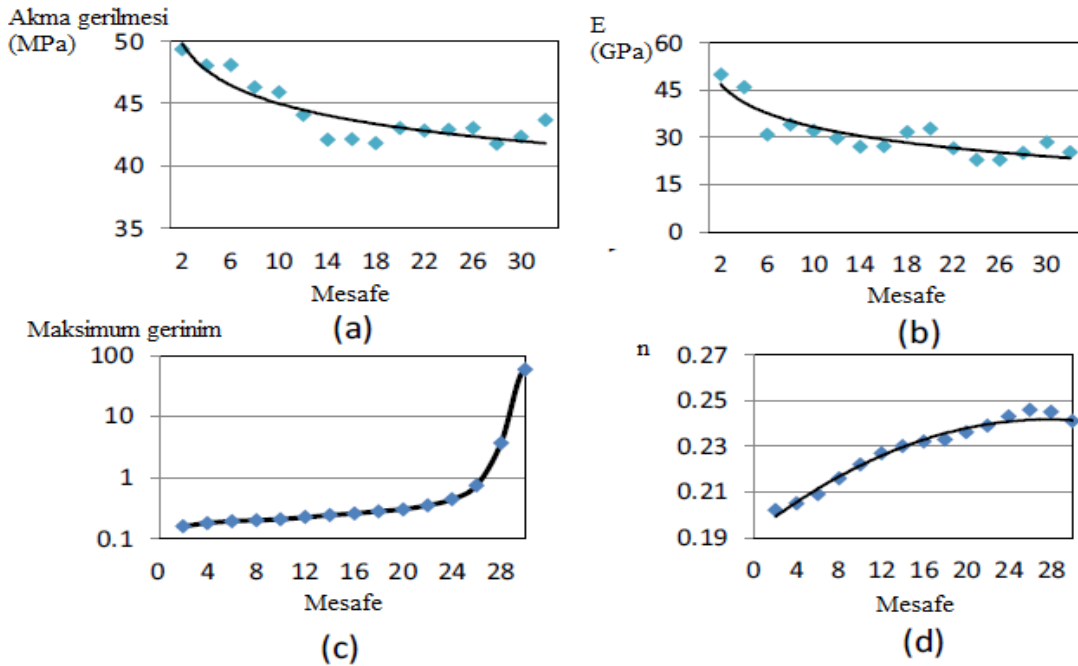 Akma gerilmesi
(MPa)
50
45
40
35
2 6 10 14 18 22 26 30
Mesafe
(a)
E
(GPa)
60
45
30
15
0
2 6 10 14 18 22 26 30
Mesafe
(b)
Maksimum gerinim
100
10
1
0.1
0 4 8 12 16 20 24 28
Mesafe
(c)
n
0.27
0.25
0.23
0.21
0.19
0 4 8 12 16 20 24 28
Mesafe
(d)